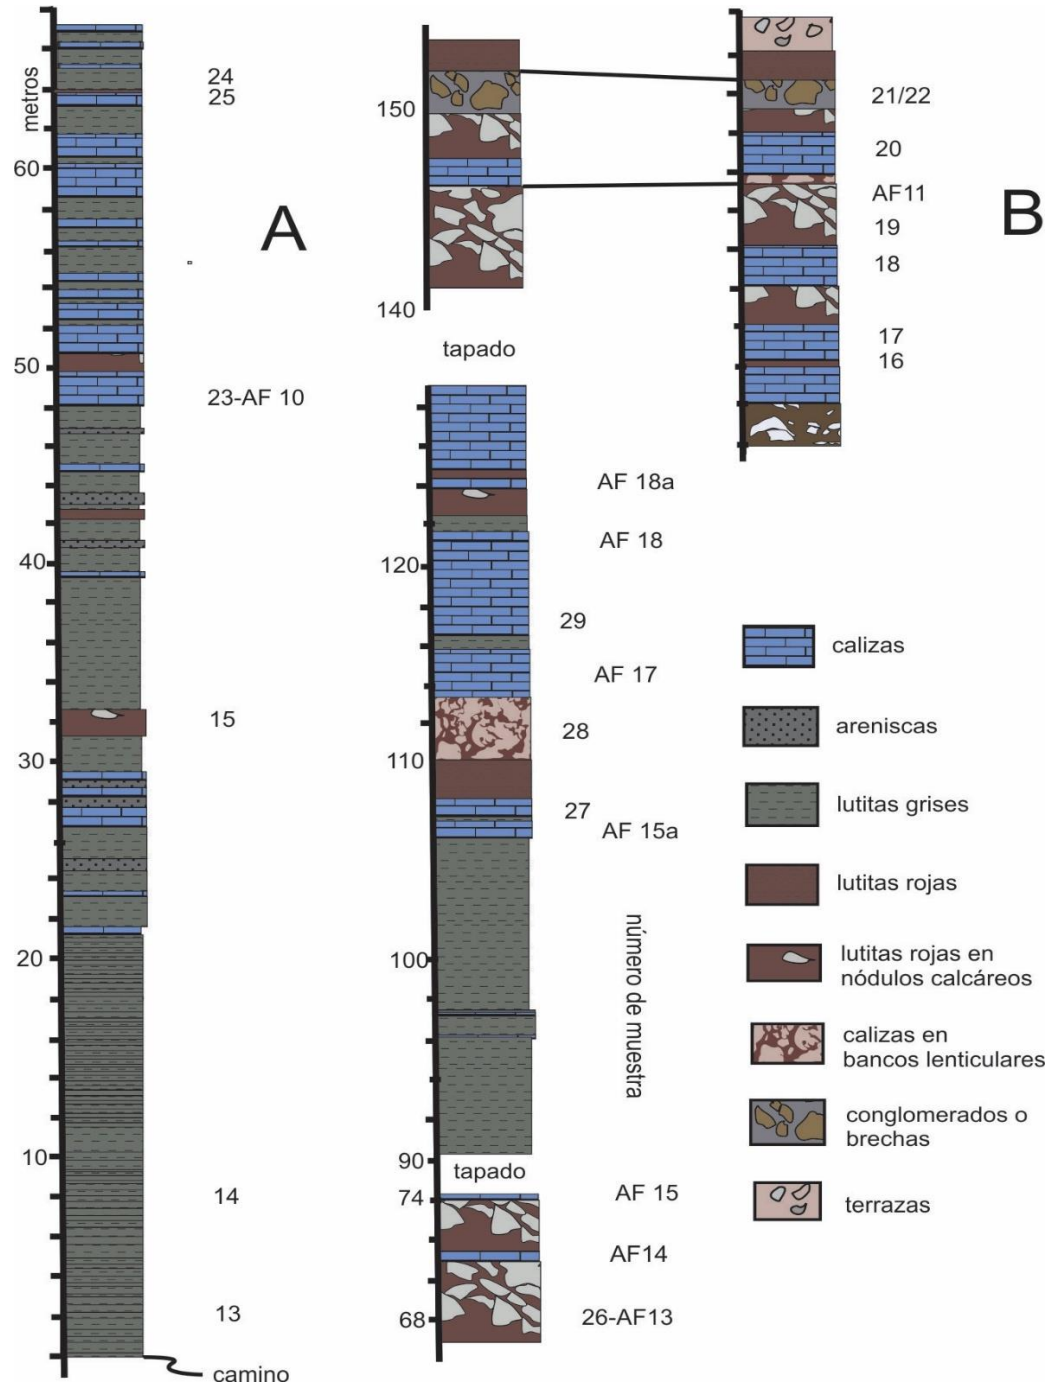 metros
60
50
40
30
20
10
24
25
A
23-AF 10
15
14
13
camino
150
140
tapado
120
110
100
90
tapado
74
68
AF 18a
AF 18
29
AF 17
28
27
AF 15a
número de muestra
AF 15
AF14
26-AF13
21/22
20
AF11
19
18
17
16
B
calizas
areniscas
lutitas grises
lutitas rojas
lutitas rojas en
nódulos calcáreos
calizas en
bancos lenticulares
conglomerados o
brechas
terrazas